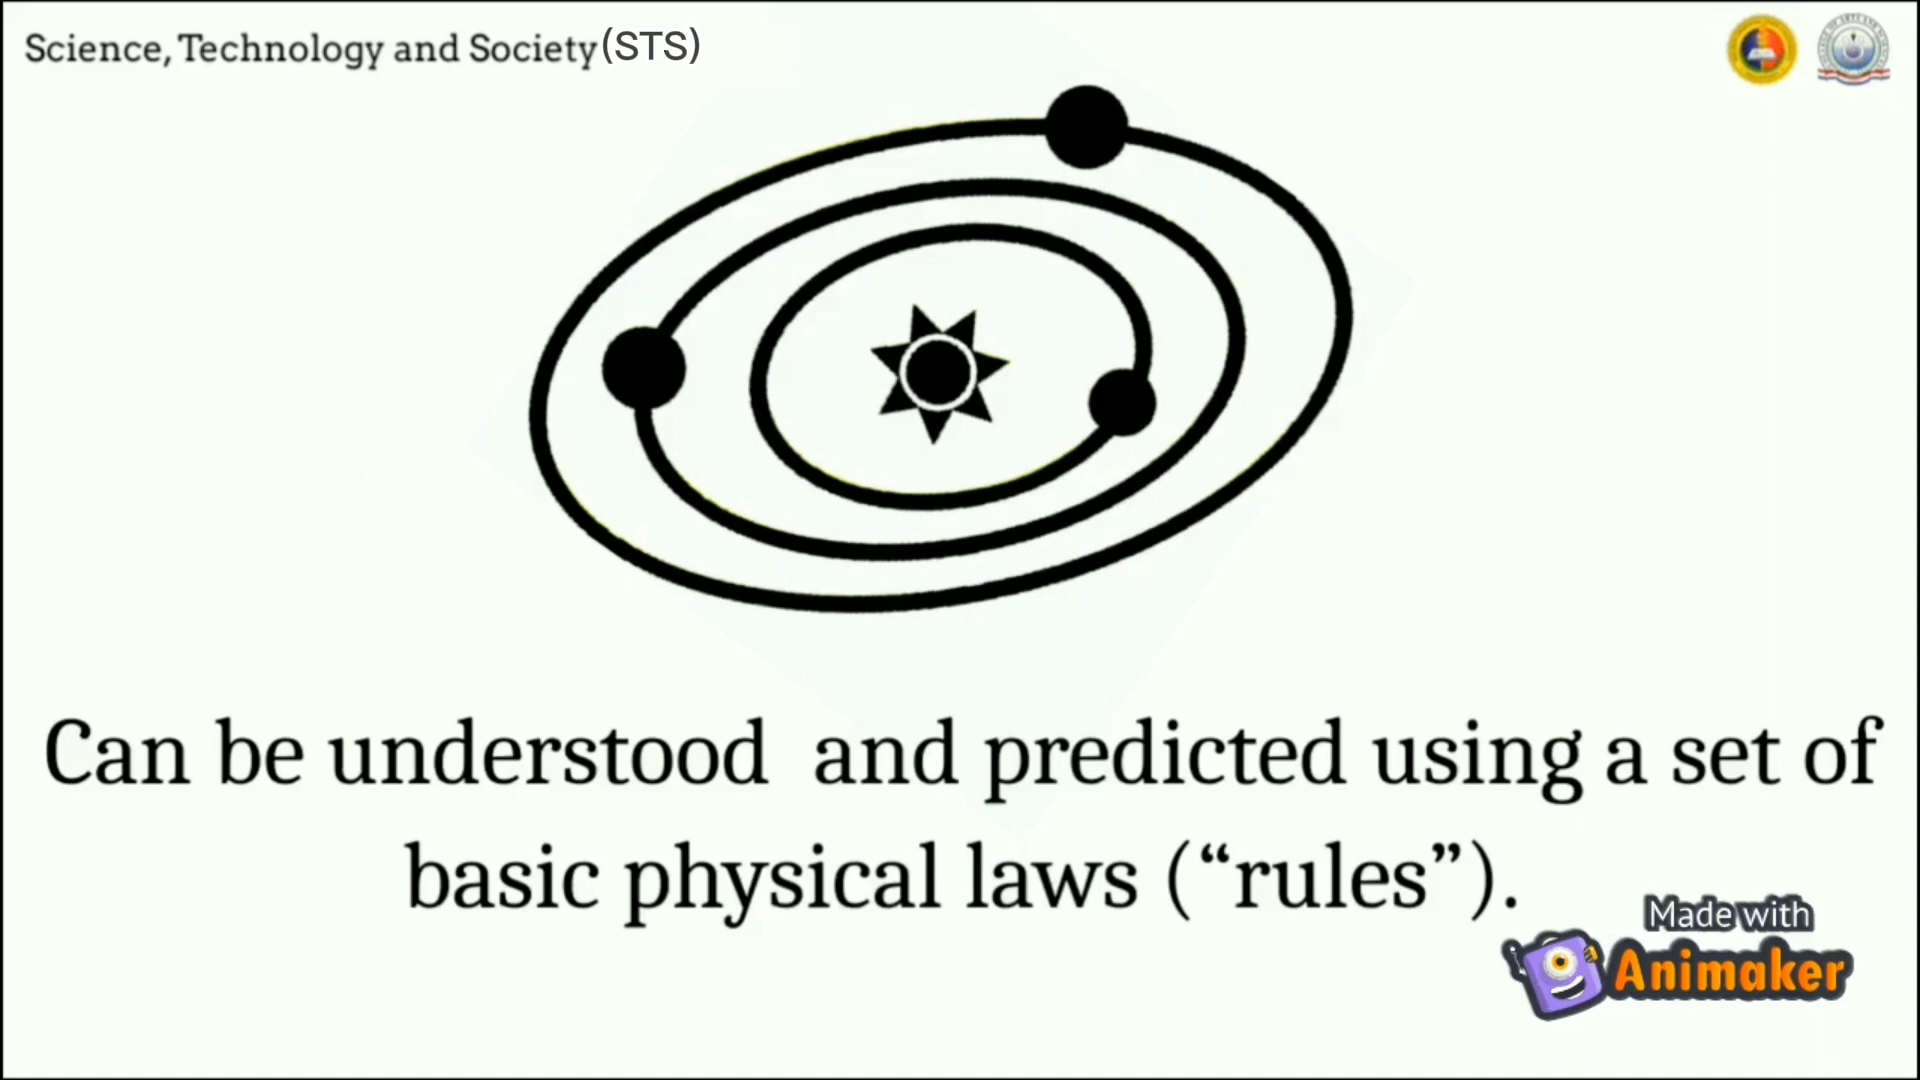 Science, Technology and Society (STS)
Can be understood and predicted using a set of
basic physical laws (“rules”).
Made with
Animaker